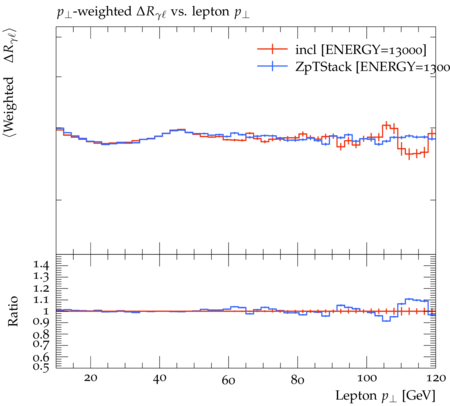 p⊥-weighted ΔRγℓ vs. lepton p⊥
⟨Weighted ΔRγℓ⟩
incl [ENERGY=13000]
ZpTStack [ENERGY=1300
Ratio
1.4
1.3
1.2
1.1
1
0.9
0.8
0.7
0.6
0.5
20 40 60 80 100 120
Lepton p⊥ [GeV]